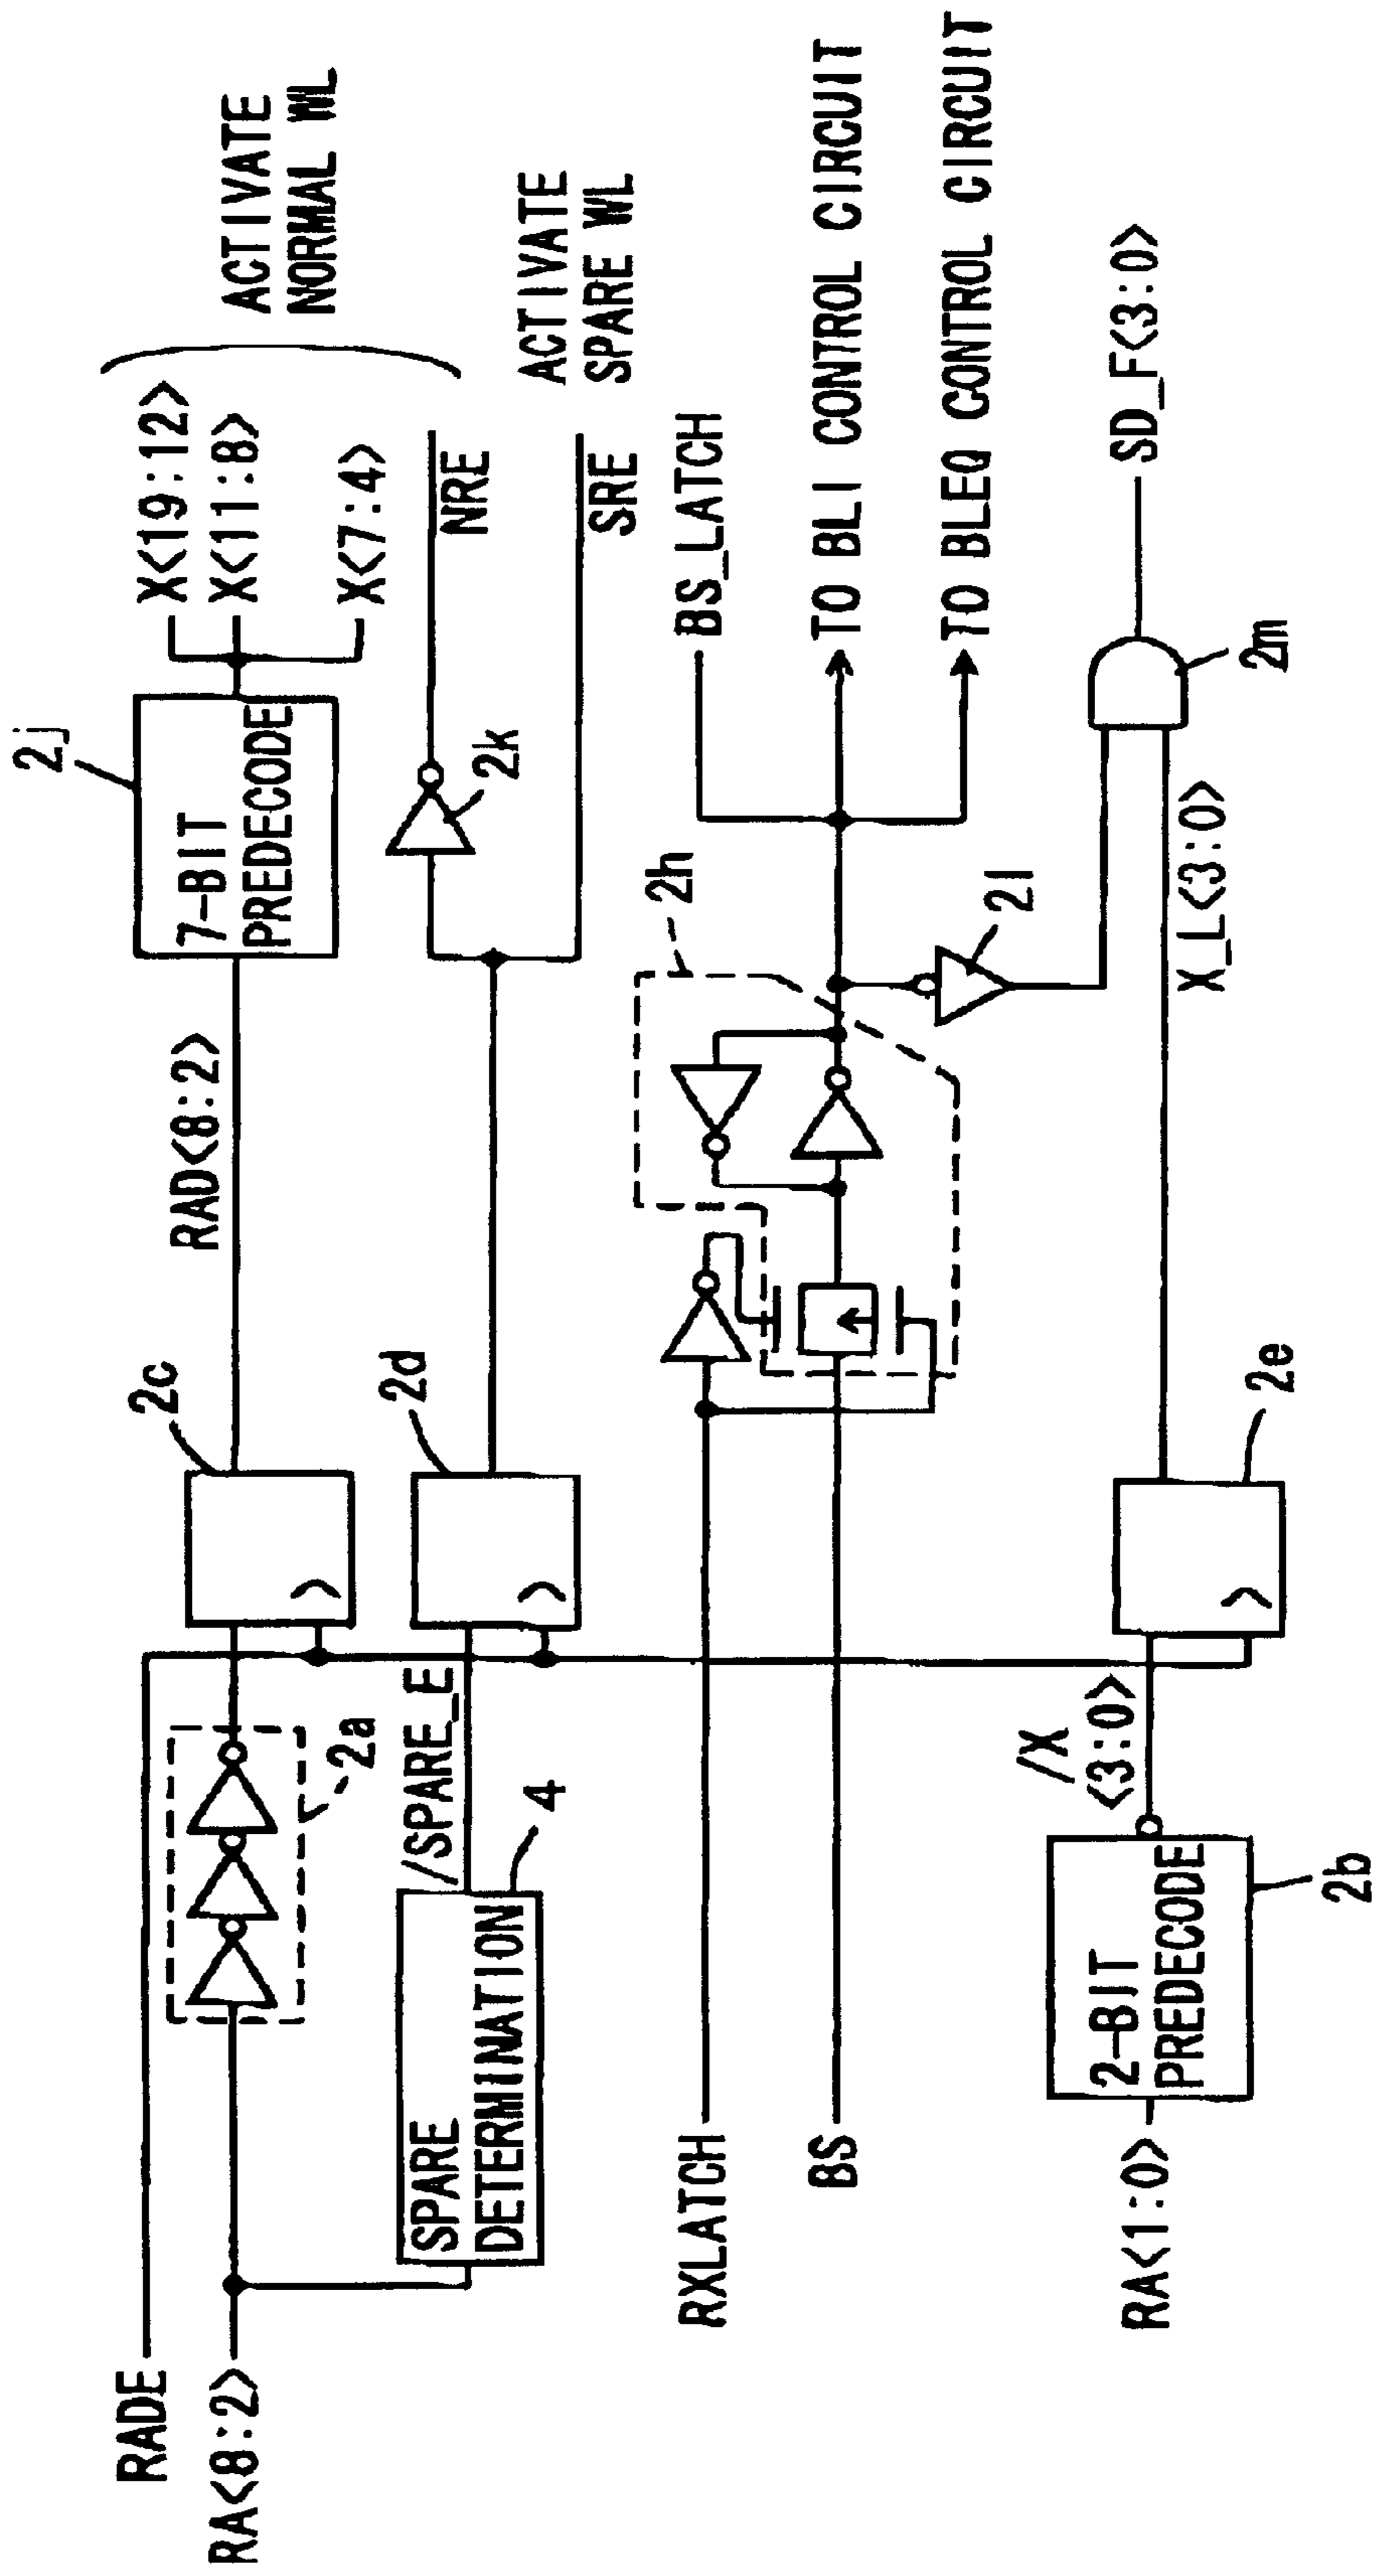 RADE
RA<8:2>
2a
2c
RAD<8:2>
2j
7-BIT
PREDECODE
X<19:12>
X<11:8>
X<7:4>
ACTIVATE
NORMAL WL
SPARE
DETERMINATION
4
/SPARE_E
2d
2k
NRE
SRE
ACTIVATE
SPARE WL
RXLATCH
BS
2h
BS_LATCH
TO BLI CONTROL CIRCUIT
TO BLEQ CONTROL CIRCUIT
2l
RA<1:0>
2-BIT
PREDECODE
2b
/X
<3:0>
2e
X_L<3:0>
2m
SD_F<3:0>